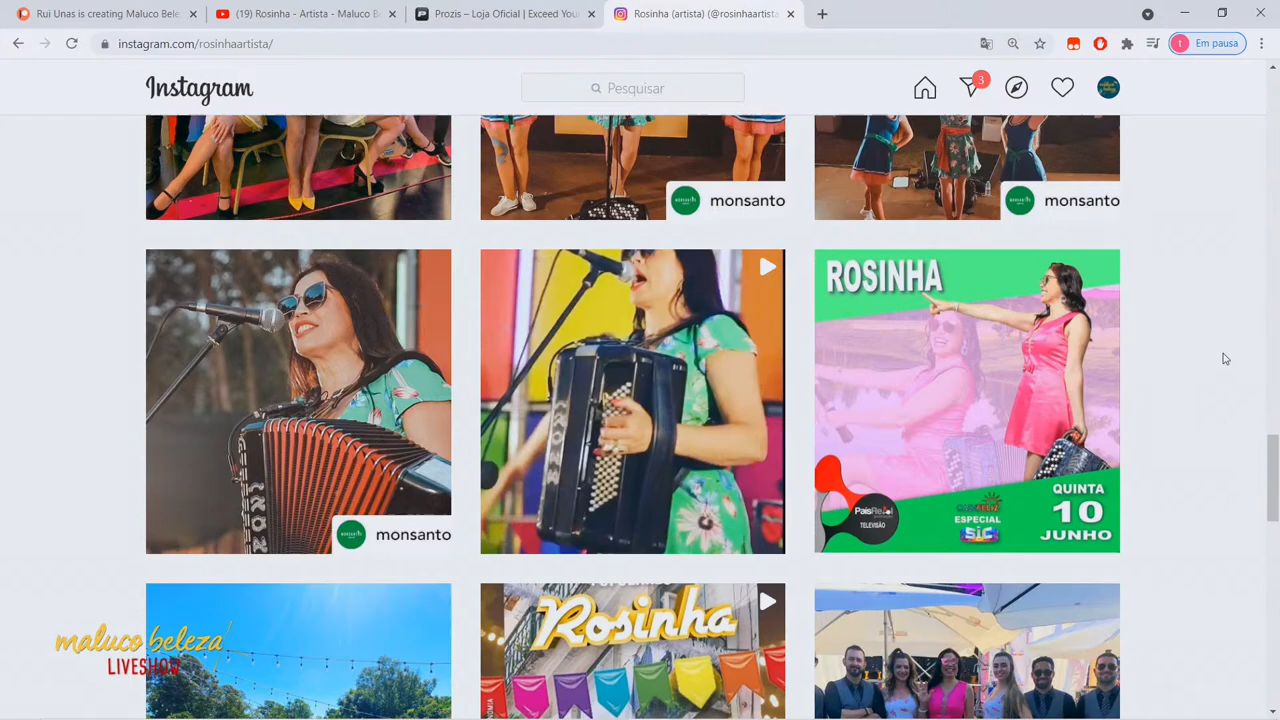 Rui Unas is creating Maluco Bele
(19) Rosinha - Artista - Maluco B
Prozis – Loja Oficial | Exceed You
Rosinha (artista) (@rosinhaartista
instagram.com/rosinhaartista/
t Em pausa
Instagram
Pesquisar
3
monsanto
monsanto
ROSINHA
monsanto
PaísReal
TELEVISÃO
ESPECIAL
SIC
QUINTA
10
JUNHO
maluco beleza
LIVESHOW
Rosinha